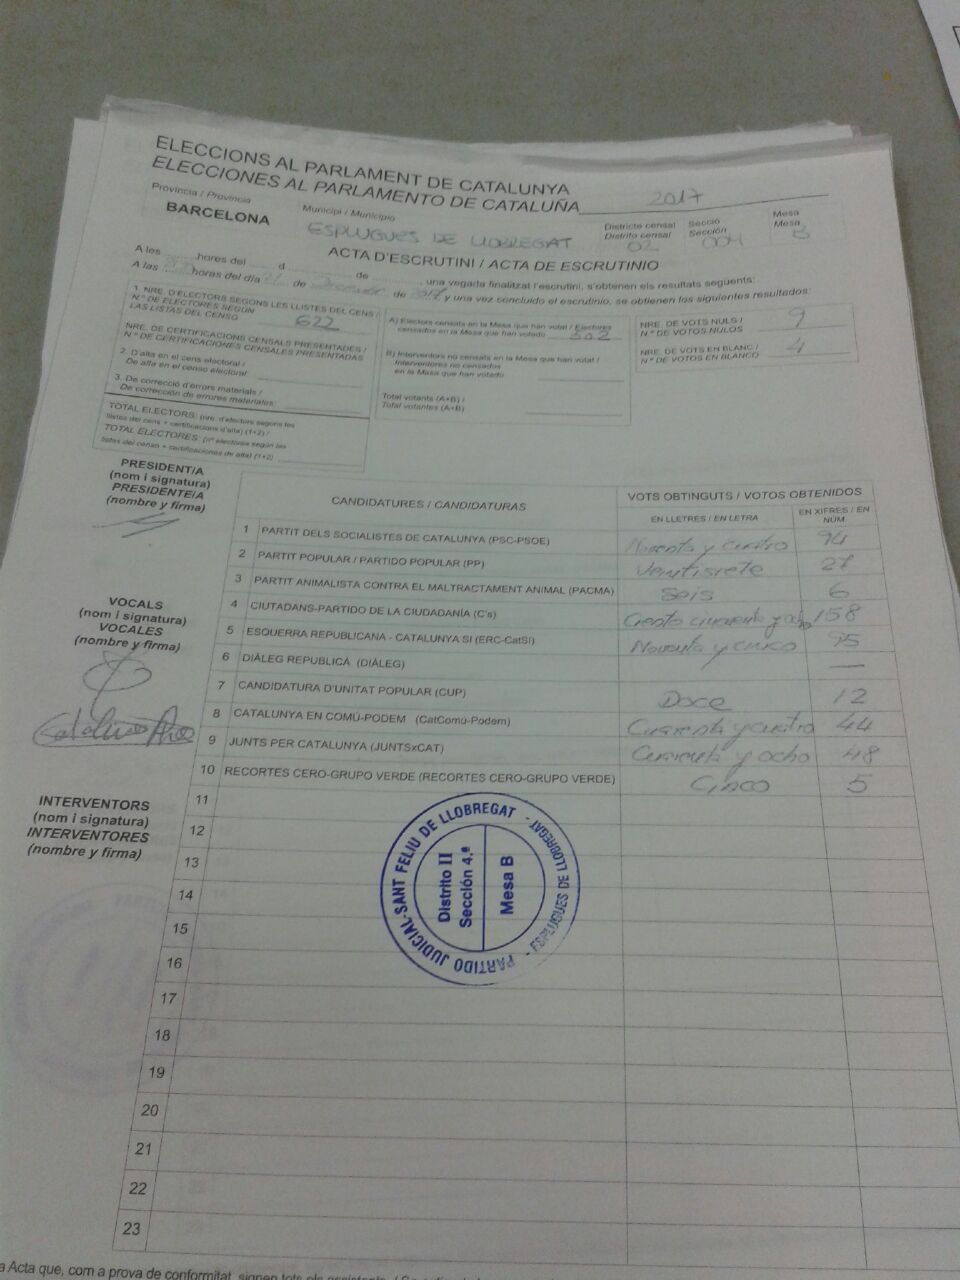 ELECCIONS AL PARLAMENT DE CATALUNYA
ELECCIONES AL PARLAMENTO DE CATALUÑA 2017
Província / Provincia
BARCELONA
Municipi / Municipio
ESPLUGUES DE LLOBREGAT
Districte censal
Distrito censal
02
Secció
Sección
004
Mesa
Mesa
B
ACTA D'ESCRUTINI / ACTA DE ESCRUTINIO
A les hores del d de , una vegada finalitzat l'escrutini, s'obtenen els resultats següents:
A las horas del día 21 de Diciembre de 2017 y una vez concluido el escrutinio, se obtienen los siguientes resultados:
1. NRE. D'ELECTORS SEGONS LES LLISTES DEL CENS /
N.º DE ELECTORES SEGÚN
LAS LISTAS DEL CENSO 622
NRE. DE CERTIFICACIONS CENSALS PRESENTADES /
N.º DE CERTIFICACIONES CENSALES PRESENTADAS
2. D'alta en el cens electoral /
De alta en el censo electoral
3. De correcció d'errors materials /
De corrección de errores materiales:
TOTAL ELECTORS: (nre. d'electors segons les
llistes del cens + certificacions d'alta) (1+2) /
TOTAL ELECTORES: (nº electores según las
listas del censo + certificaciones de alta) (1+2)
A) Electors censats en la Mesa que han votat / Electores
censados en la Mesa que han votado 502
B) Interventors no censats en la Mesa que han votat /
Interventores no censados
en la Mesa que han votado
Total votants (A+B) /
Total votantes (A+B)
NRE. DE VOTS NULS /
N.º DE VOTOS NULOS 9
NRE. DE VOTS EN BLANC /
N.º DE VOTOS EN BLANCO 4
PRESIDENT/A
(nom i signatura)
PRESIDENTE/A
(nombre y firma)
VOCALS
(nom i signatura)
VOCALES
(nombre y firma)
INTERVENTORS
(nom i signatura)
INTERVENTORES
(nombre y firma)
CANDIDATURES / CANDIDATURAS
VOTS OBTINGUTS / VOTOS OBTENIDOS
EN LLETRES / EN LETRA
EN XIFRES / EN NÚM.
1 PARTIT DELS SOCIALISTES DE CATALUNYA (PSC-PSOE) Noventa y cuatro 94
2 PARTIT POPULAR / PARTIDO POPULAR (PP) Veintisiete 27
3 PARTIT ANIMALISTA CONTRA EL MALTRACTAMENT ANIMAL (PACMA) Seis 6
4 CIUTADANS-PARTIDO DE LA CIUDADANÍA (C's) Ciento cincuenta y ocho 158
5 ESQUERRA REPUBLICANA - CATALUNYA SÍ (ERC-CatSí) Noventa y cinco 95
6 DIÀLEG REPUBLICÀ (DIÀLEG) —
7 CANDIDATURA D'UNITAT POPULAR (CUP) Doce 12
8 CATALUNYA EN COMÚ-PODEM (CatComú-Podem) Cuarenta y cuatro 44
9 JUNTS PER CATALUNYA (JUNTSxCAT) Cuarenta y ocho 48
10 RECORTES CERO-GRUPO VERDE (RECORTES CERO-GRUPO VERDE) Cinco 5
11
12
13
14
15
16
17
18
19
20
21
22
23
PARTIDO JUDICIAL-SANT FELIU DE LLOBREGAT - ESPLUGUES DE LLOBREGAT -
Distrito II
Sección 4.ª
Mesa B
a Acta que, com a prova de conformitat, signen tots els assistents. /